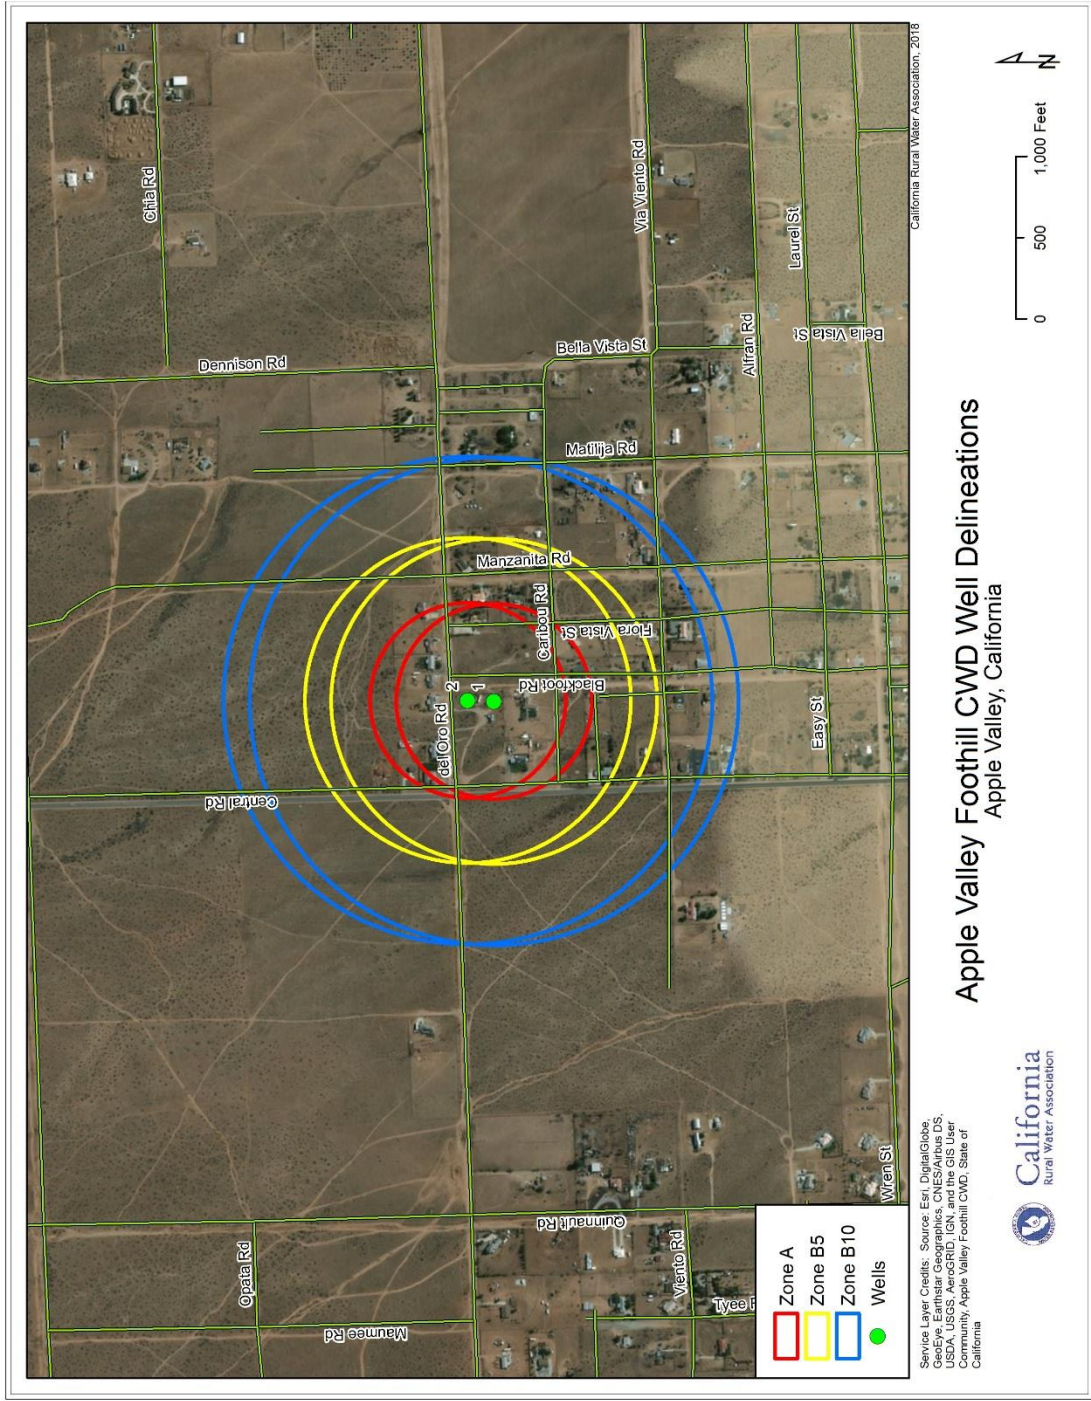 Chia Rd
Dennison Rd
Via Viento Rd
Laurel St
Bella Vista St
Alfran Rd
Bella Vista St
Bella Vista St
Matilija Rd
Manzanita Rd
Caribou Rd
Flora Vista St
Blackfoot Rd
2
1
del Oro Rd
Easy St
Central Rd
Opata Rd
Maumee Rd
Quinnault Rd
Viento Rd
Tyee R
Wren St
Zone A
Zone B5
Zone B10
Wells
California Rural Water Association, 2018
Service Layer Credits: Source: Esri, DigitalGlobe,
GeoEye, Earthstar Geographics, CNES/Airbus DS,
USDA, USGS, AeroGRID, IGN, and the GIS User
Community, Apple Valley Foothill CWD, State of
California
California
Rural Water Association
Apple Valley Foothill CWD Well Delineations
Apple Valley, California
0 500 1,000 Feet
N